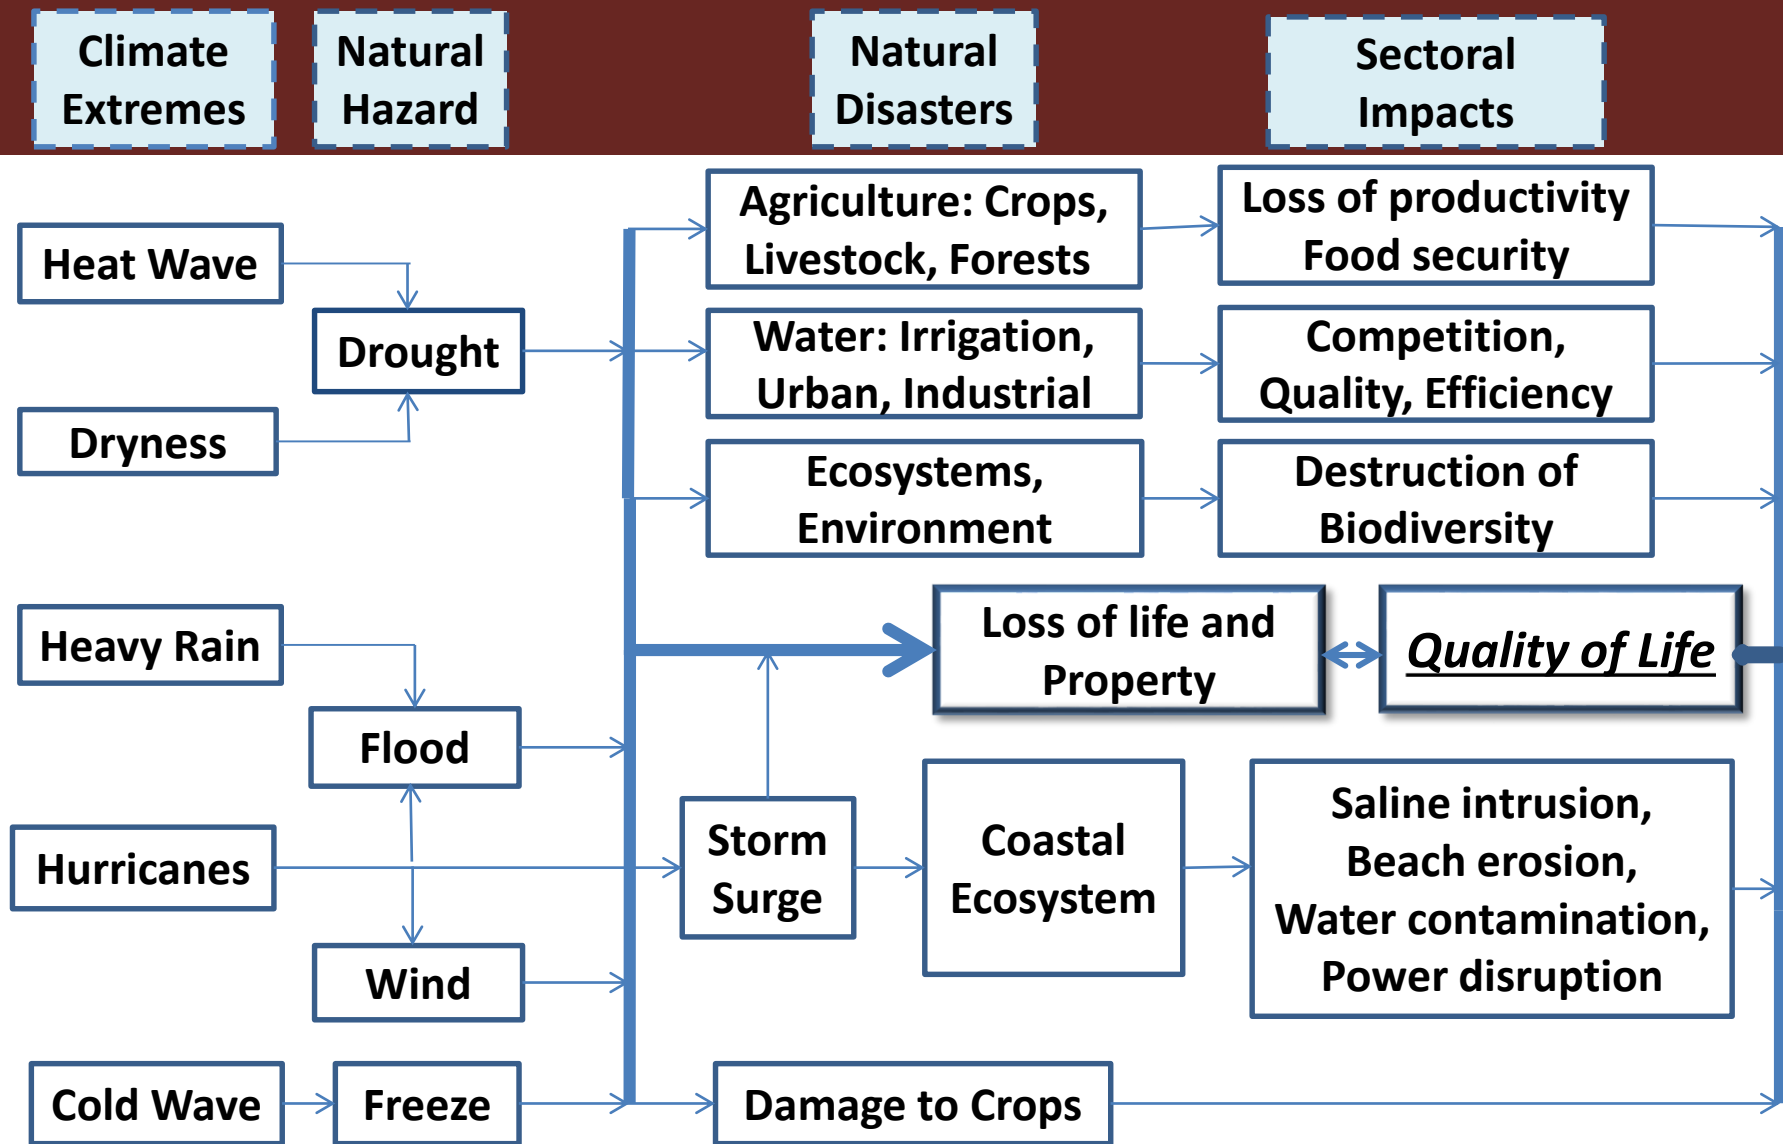 Climate
Extremes
Natural
Hazard
Natural
Disasters
Sectoral
Impacts
Heat Wave
Dryness
Drought
Agriculture: Crops,
Livestock, Forests
Loss of productivity
Food security
Water: Irrigation,
Urban, Industrial
Competition,
Quality, Efficiency
Ecosystems,
Environment
Destruction of
Biodiversity
Heavy Rain
Flood
Loss of life and
Property
Quality of Life
Hurricanes
Wind
Storm
Surge
Coastal
Ecosystem
Saline intrusion,
Beach erosion,
Water contamination,
Power disruption
Cold Wave
Freeze
Damage to Crops